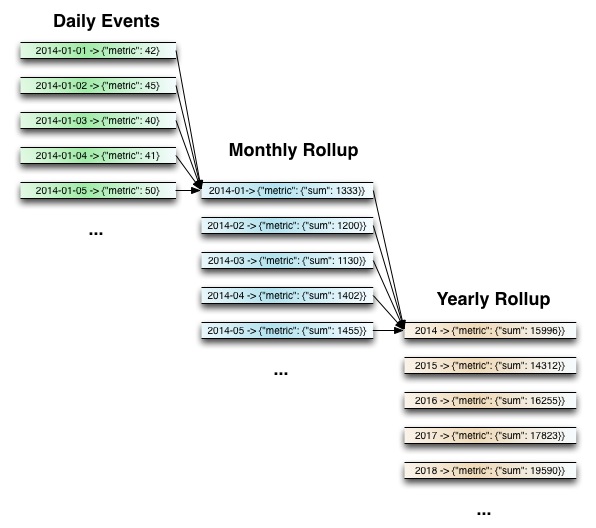 Daily Events
2014-01-01 -> {"metric": 42}
2014-01-02 -> {"metric": 45}
2014-01-03 -> {"metric": 40}
2014-01-04 -> {"metric": 41}
2014-01-05 -> {"metric": 50}
...
Monthly Rollup
2014-01-> {"metric": {"sum": 1333}}
2014-02 -> {"metric": {"sum": 1200}}
2014-03 -> {"metric": {"sum": 1130}}
2014-04 -> {"metric": {"sum": 1402}}
2014-05 -> {"metric": {"sum": 1455}}
...
Yearly Rollup
2014 -> {"metric": {"sum": 15996}}
2015 -> {"metric": {"sum": 14312}}
2016 -> {"metric": {"sum": 16255}}
2017 -> {"metric": {"sum": 17823}}
2018 -> {"metric": {"sum": 19590}}
...